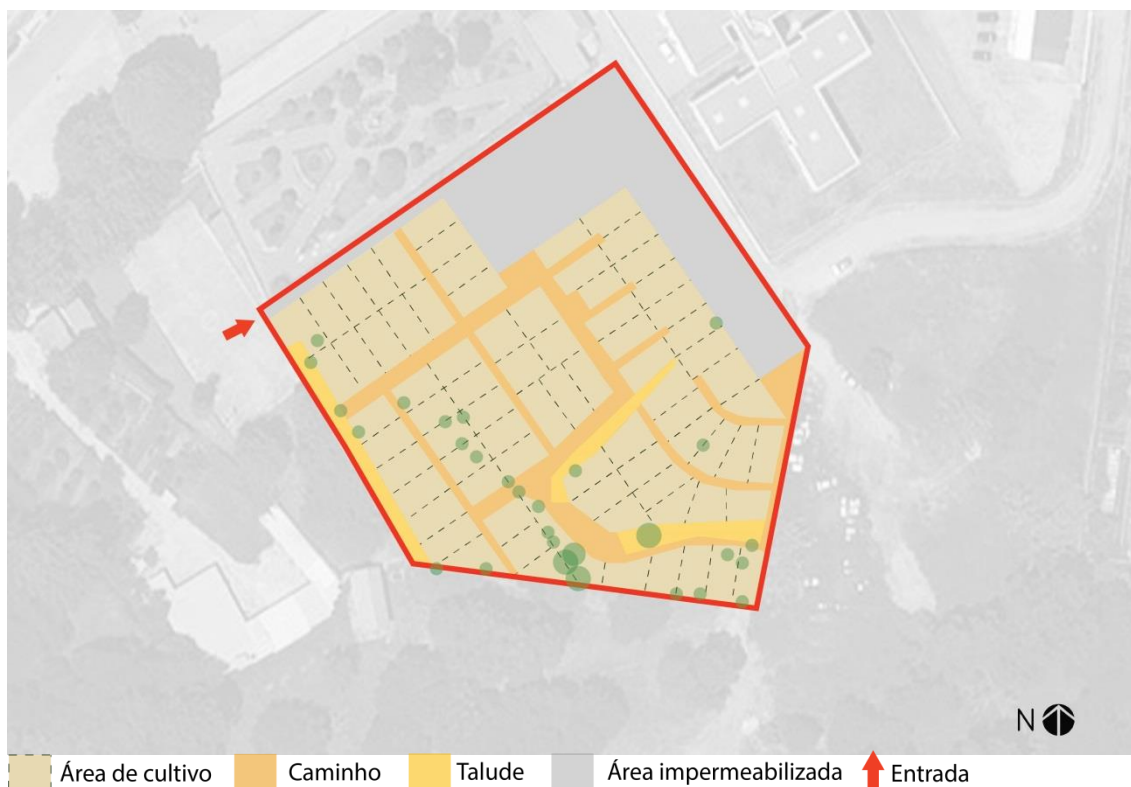 N
Área de cultivo
Caminho
Talude
Área impermeabilizada
Entrada